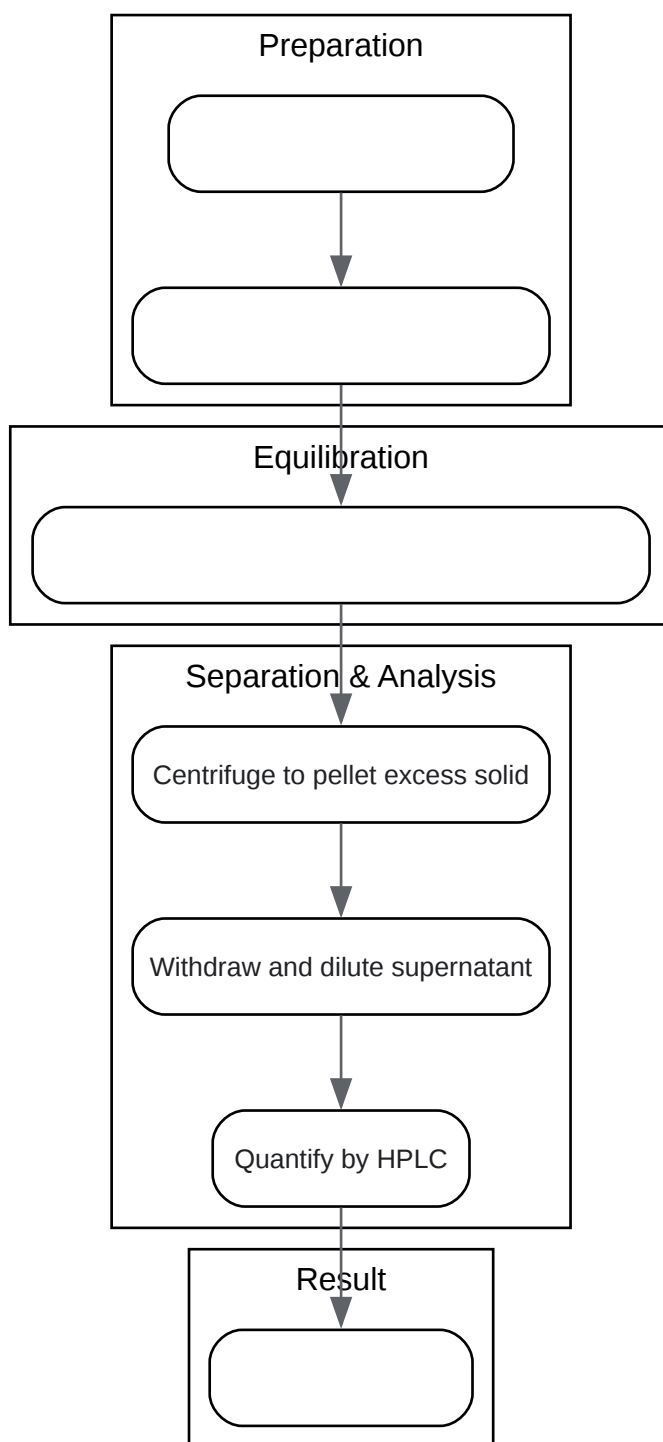 Preparation
Equilibration
Separation & Analysis
Centrifuge to pellet excess solid
Withdraw and dilute supernatant
Quantify by HPLC
Result